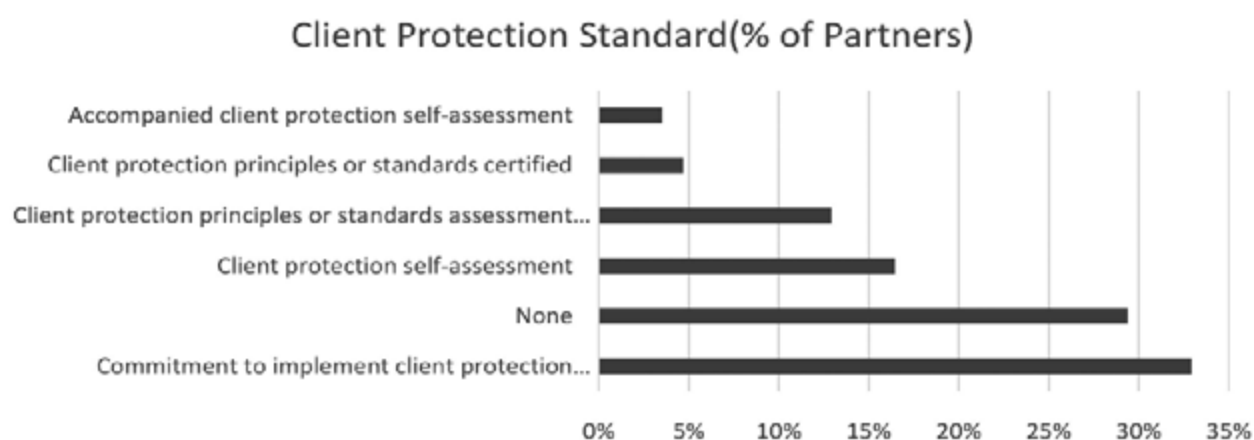 Client Protection Standard(% of Partners)
Accompanied client protection self-assessment
Client protection principles or standards certified
Client protection principles or standards assessment...
Client protection self-assessment
None
Commitment to implement client protection...
0% 5% 10% 15% 20% 25% 30% 35%